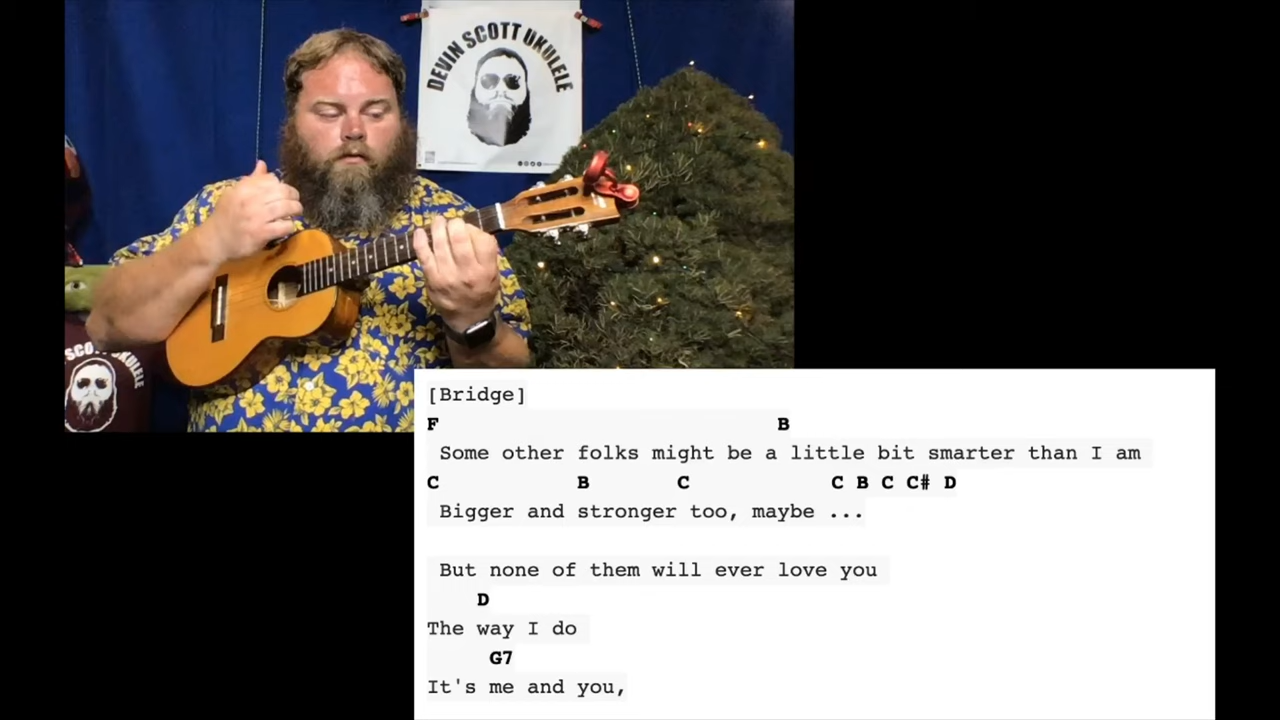 DEVIN SCOTT UKULELE
SCOTT UKULELE
[Bridge]
F B
Some other folks might be a little bit smarter than I am
C B C C B C C# D
Bigger and stronger too, maybe ...
But none of them will ever love you
D
The way I do
G7
It's me and you,